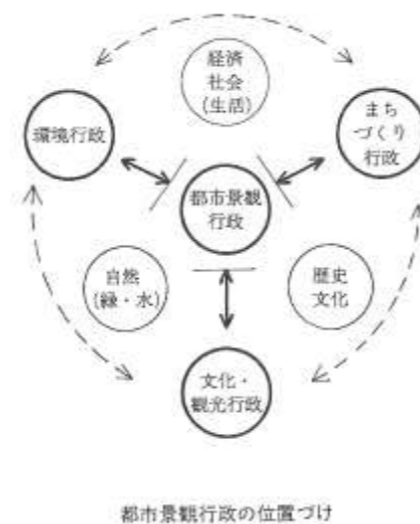 経済
社会
(生活)
環境行政
まち
づくり
行政
都市景観
行政
自然
(緑・水)
歴史
文化
文化・
観光行政
都市景観行政の位置づけ